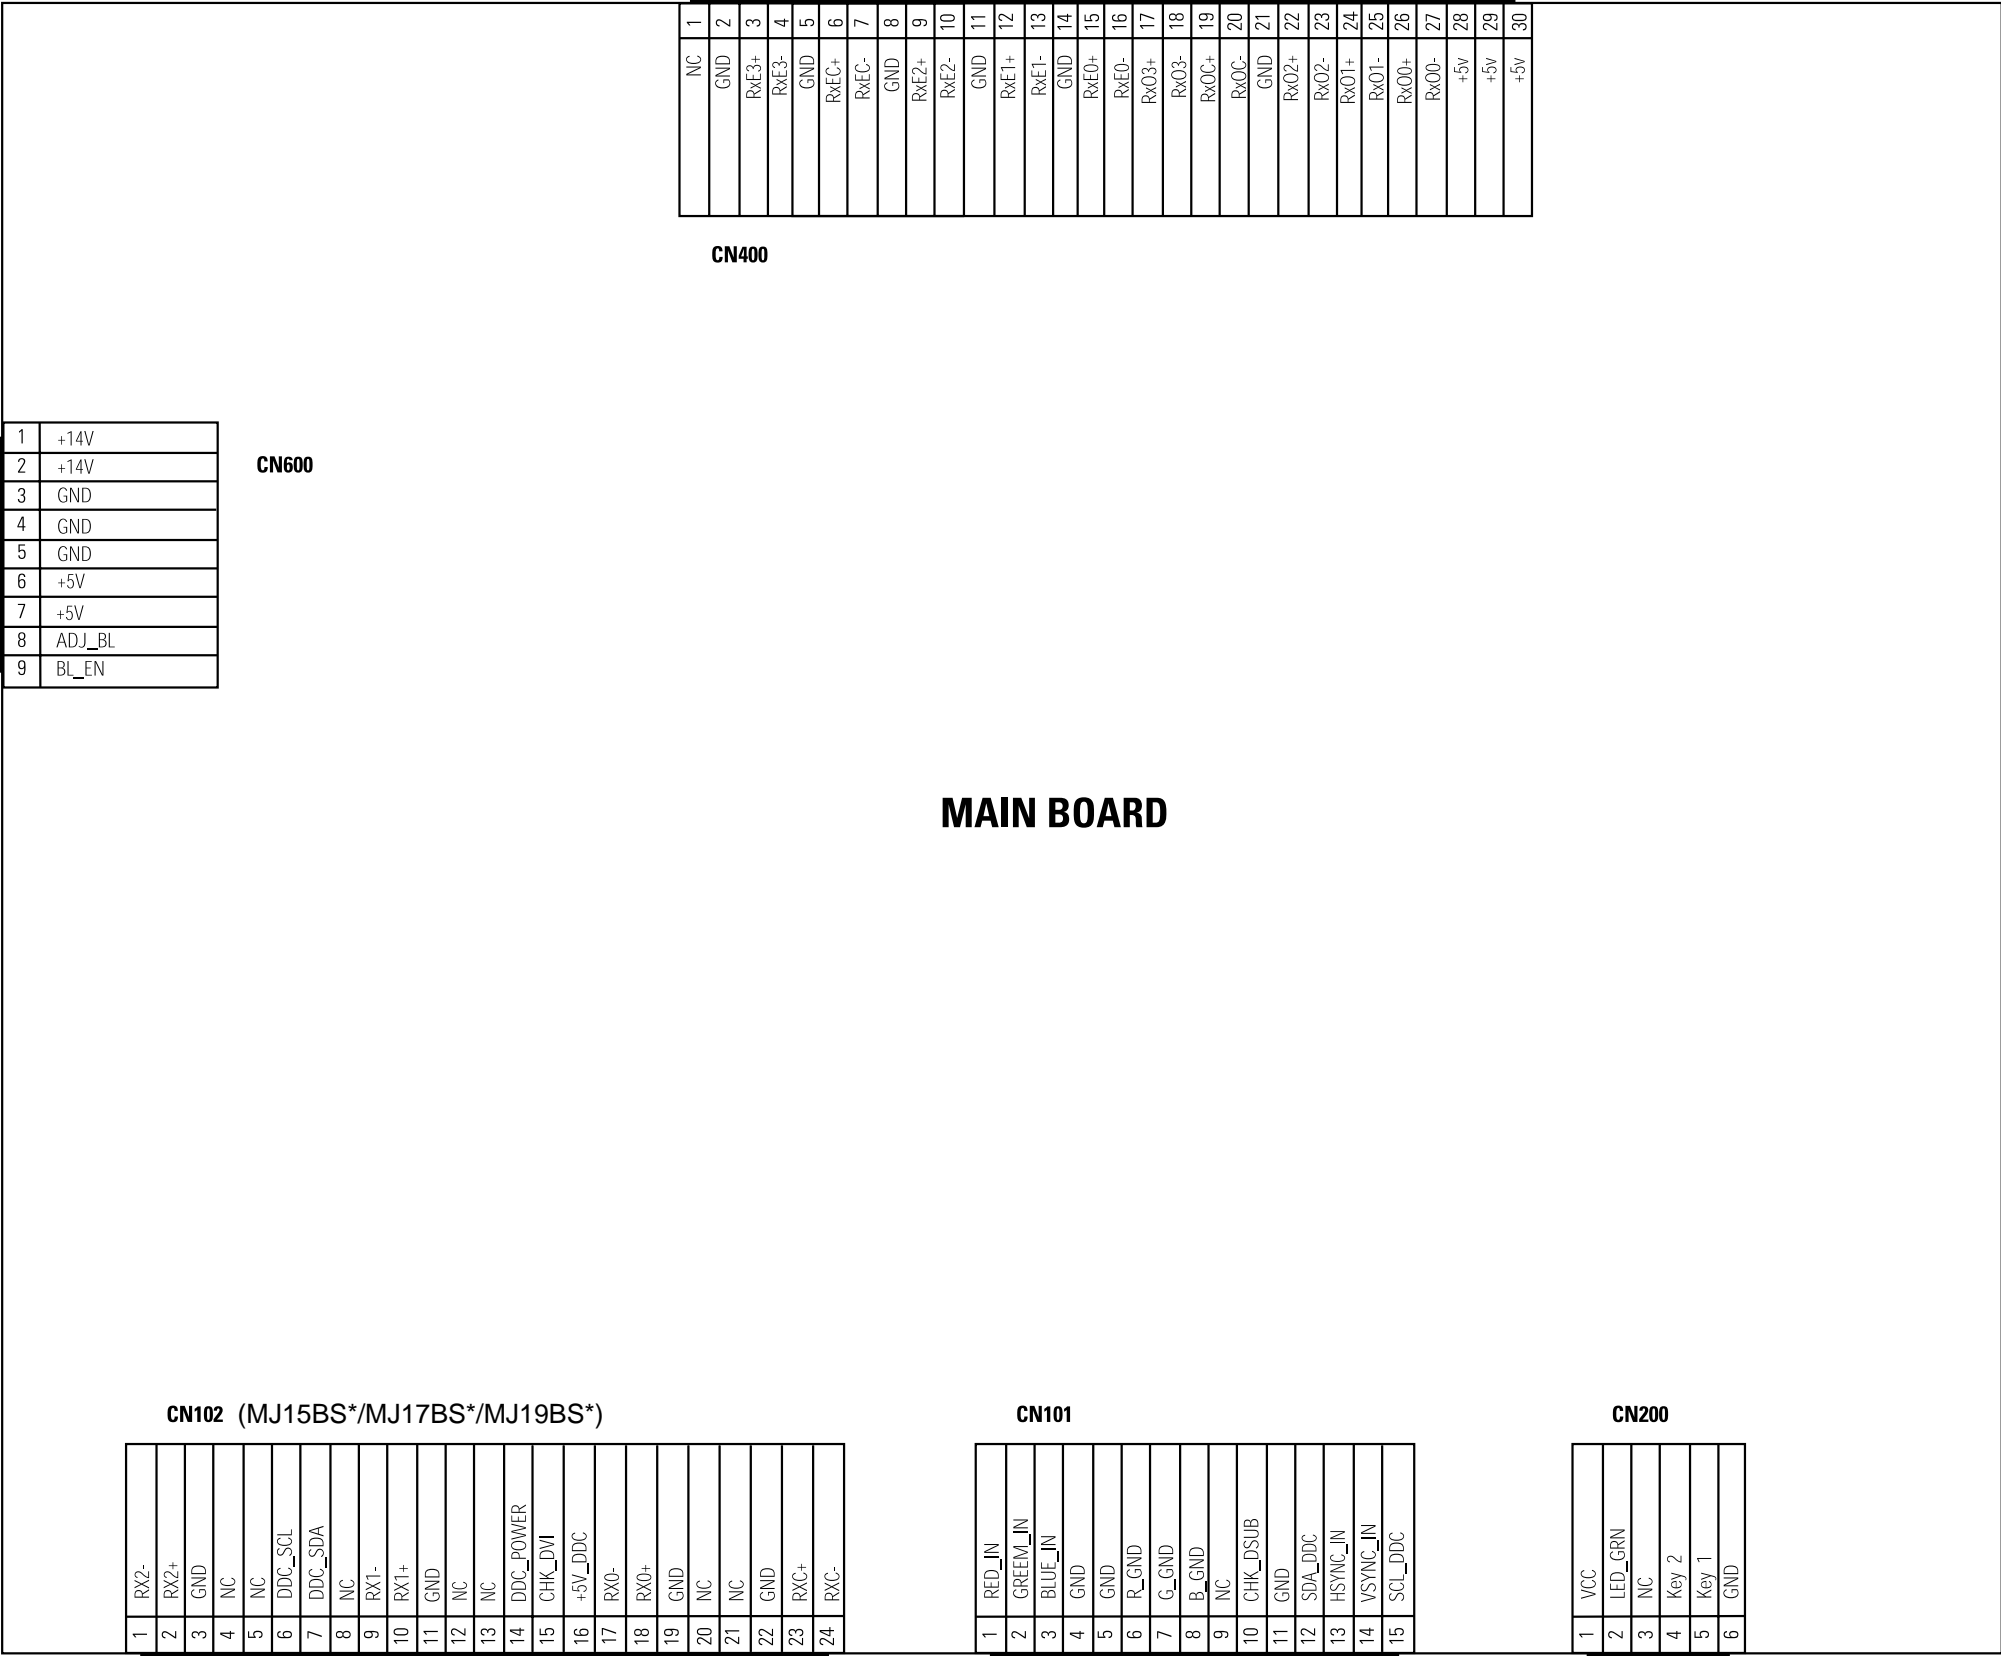 1 2 3 4 5 6 7 8 9 10 11 12 13 14 15 16 17 18 19 20 21 22 23 24 25 26 27 28 29 30
NC GND RxE3+ RxE3- GND RxEC+ RxEC- GND RxE2+ RxE2- GND RxE1+ RxE1- GND RxE0+ RxE0- RxO3+ RxO3- RxOC+ RxOC- GND RxO2+ RxO2- RxO1+ RxO1- RxO0+ RxO0- +5v +5v +5v
CN400
1 +14V
2 +14V
3 GND
4 GND
5 GND
6 +5V
7 +5V
8 ADJ_BL
9 BL_EN
CN600
MAIN BOARD
CN102 (MJ15BS*/MJ17BS*/MJ19BS*)
RX2- RX2+ GND NC NC DDC_SCL DDC_SDA NC RX1- RX1+ GND NC NC DDC_POWER CHK_DVI +5V_DDC RX0- RX0+ GND NC NC GND RXC+ RXC-
1 2 3 4 5 6 7 8 9 10 11 12 13 14 15 16 17 18 19 20 21 22 23 24
CN101
RED_IN GREEM_IN BLUE_IN GND GND R_GND G_GND B_GND NC CHK_DSUB GND SDA_DDC HSYNC_IN VSYNC_IN SCL_DDC
1 2 3 4 5 6 7 8 9 10 11 12 13 14 15
CN200
VCC LED_GRN NC Key 2 Key 1 GND
1 2 3 4 5 6